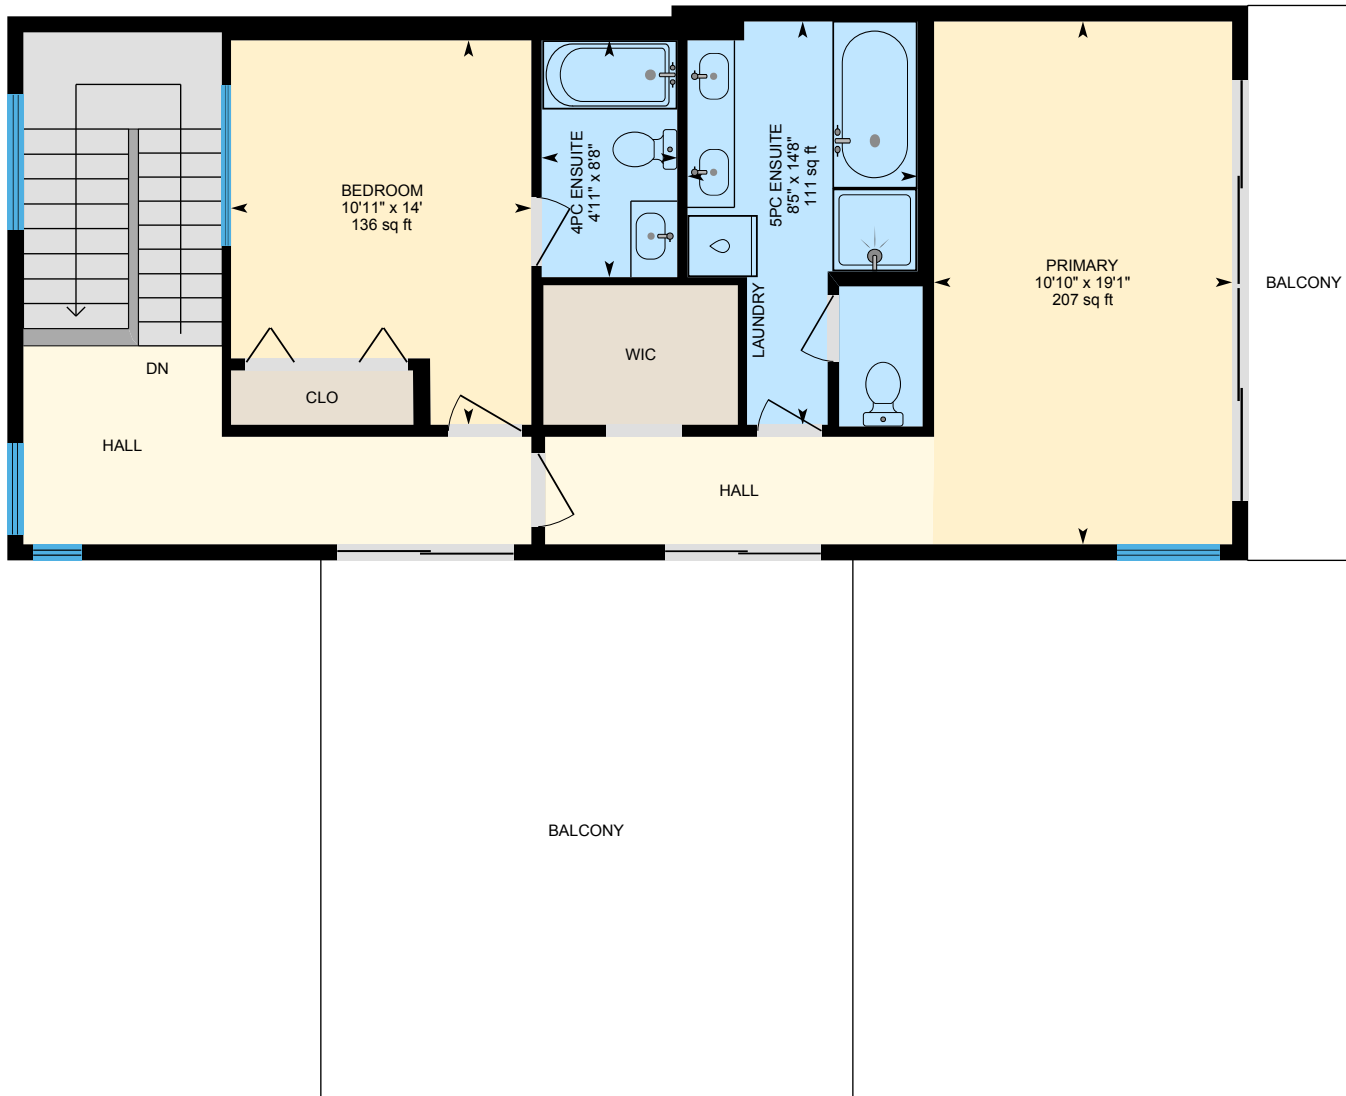 BEDROOM
10'11" x 14'
136 sq ft
4PC ENSUITE
4'11" x 8'8"
5PC ENSUITE
8'5" x 14'8"
111 sq ft
PRIMARY
10'10" x 19'1"
207 sq ft
BALCONY
LAUNDRY
WIC
DN
CLO
HALL
HALL
BALCONY